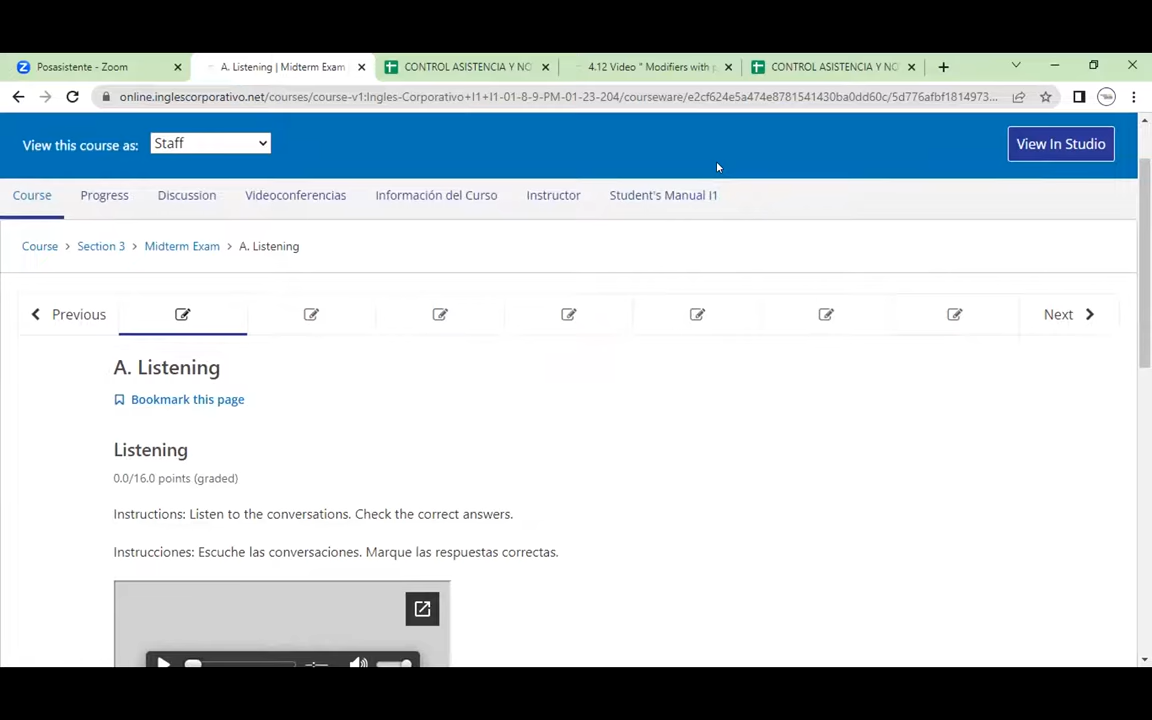 Posasistente - Zoom
A. Listening | Midterm Exam
CONTROL ASISTENCIA Y NO
4.12 Video " Modifiers with p
CONTROL ASISTENCIA Y NO
online.inglescorporativo.net/courses/course-v1:Ingles-Corporativo+I1+I1-01-8-9-PM-01-23-204/courseware/e2cf624e5a474e8781541430ba0dd60c/5d776afbf1814973...
View this course as:
Staff
View In Studio
Course
Progress
Discussion
Videoconferencias
Información del Curso
Instructor
Student's Manual I1
Course > Section 3 > Midterm Exam > A. Listening
Previous
Next
A. Listening
Bookmark this page
Listening
0.0/16.0 points (graded)
Instructions: Listen to the conversations. Check the correct answers.
Instrucciones: Escuche las conversaciones. Marque las respuestas correctas.